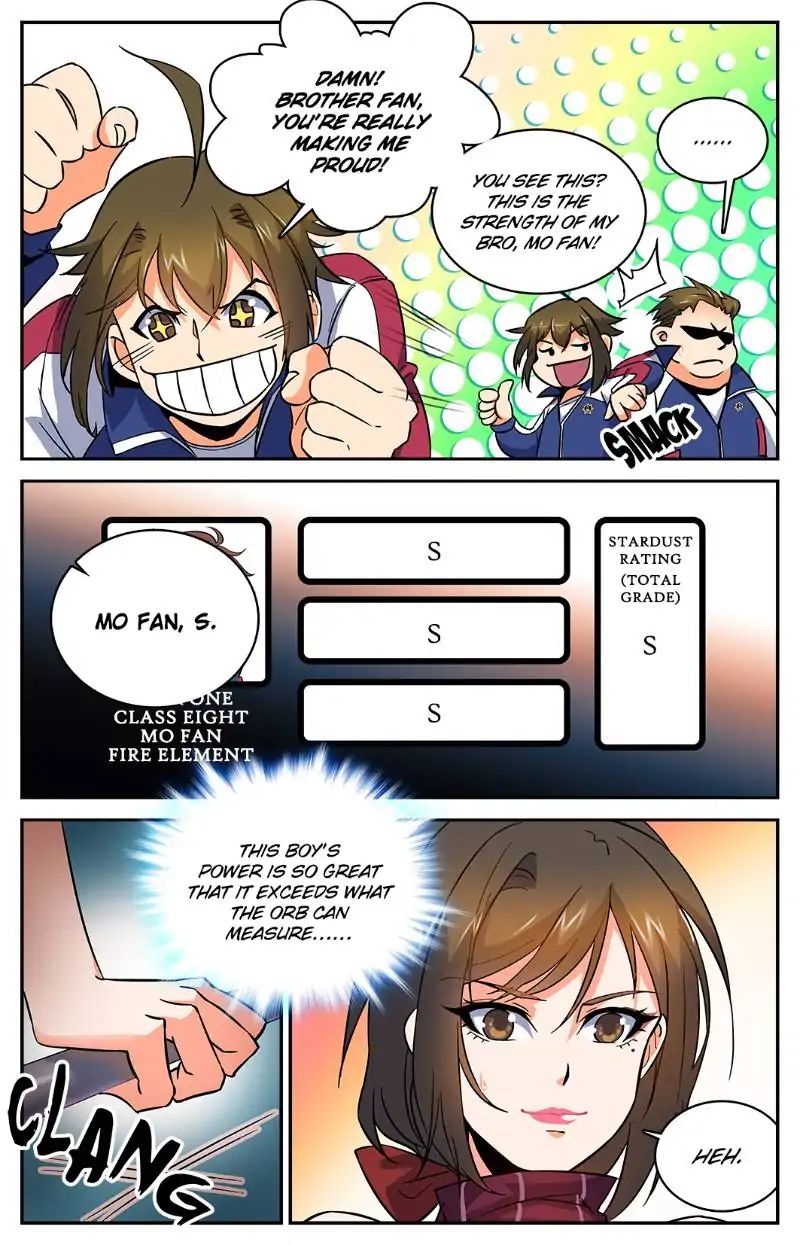 DAMN!
BROTHER FAN,
YOU'RE REALLY
MAKING ME
PROUD!
YOU SEE THIS?
THIS IS THE
STRENGTH OF MY
BRO, MO FAN!
......
SMACK
MO FAN, S.
ONE
CLASS EIGHT
MO FAN
FIRE ELEMENT
S
S
S
STARDUST
RATING
(TOTAL
GRADE)
S
THIS BOY'S
POWER IS SO GREAT
THAT IT EXCEEDS WHAT
THE ORB CAN
MEASURE......
CLANG
HEH.